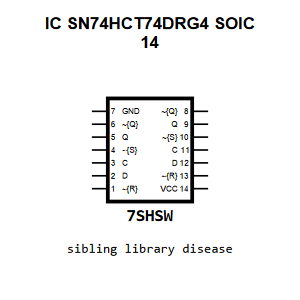 IC SN74HCT74DRG4 SOIC
14
7 GND ~{Q} 8
6 ~{Q} Q 9
5 Q ~{S} 10
4 ~{S} C 11
3 C D 12
2 D ~{R} 13
1 ~{R} VCC 14
7SHSW
sibling library disease